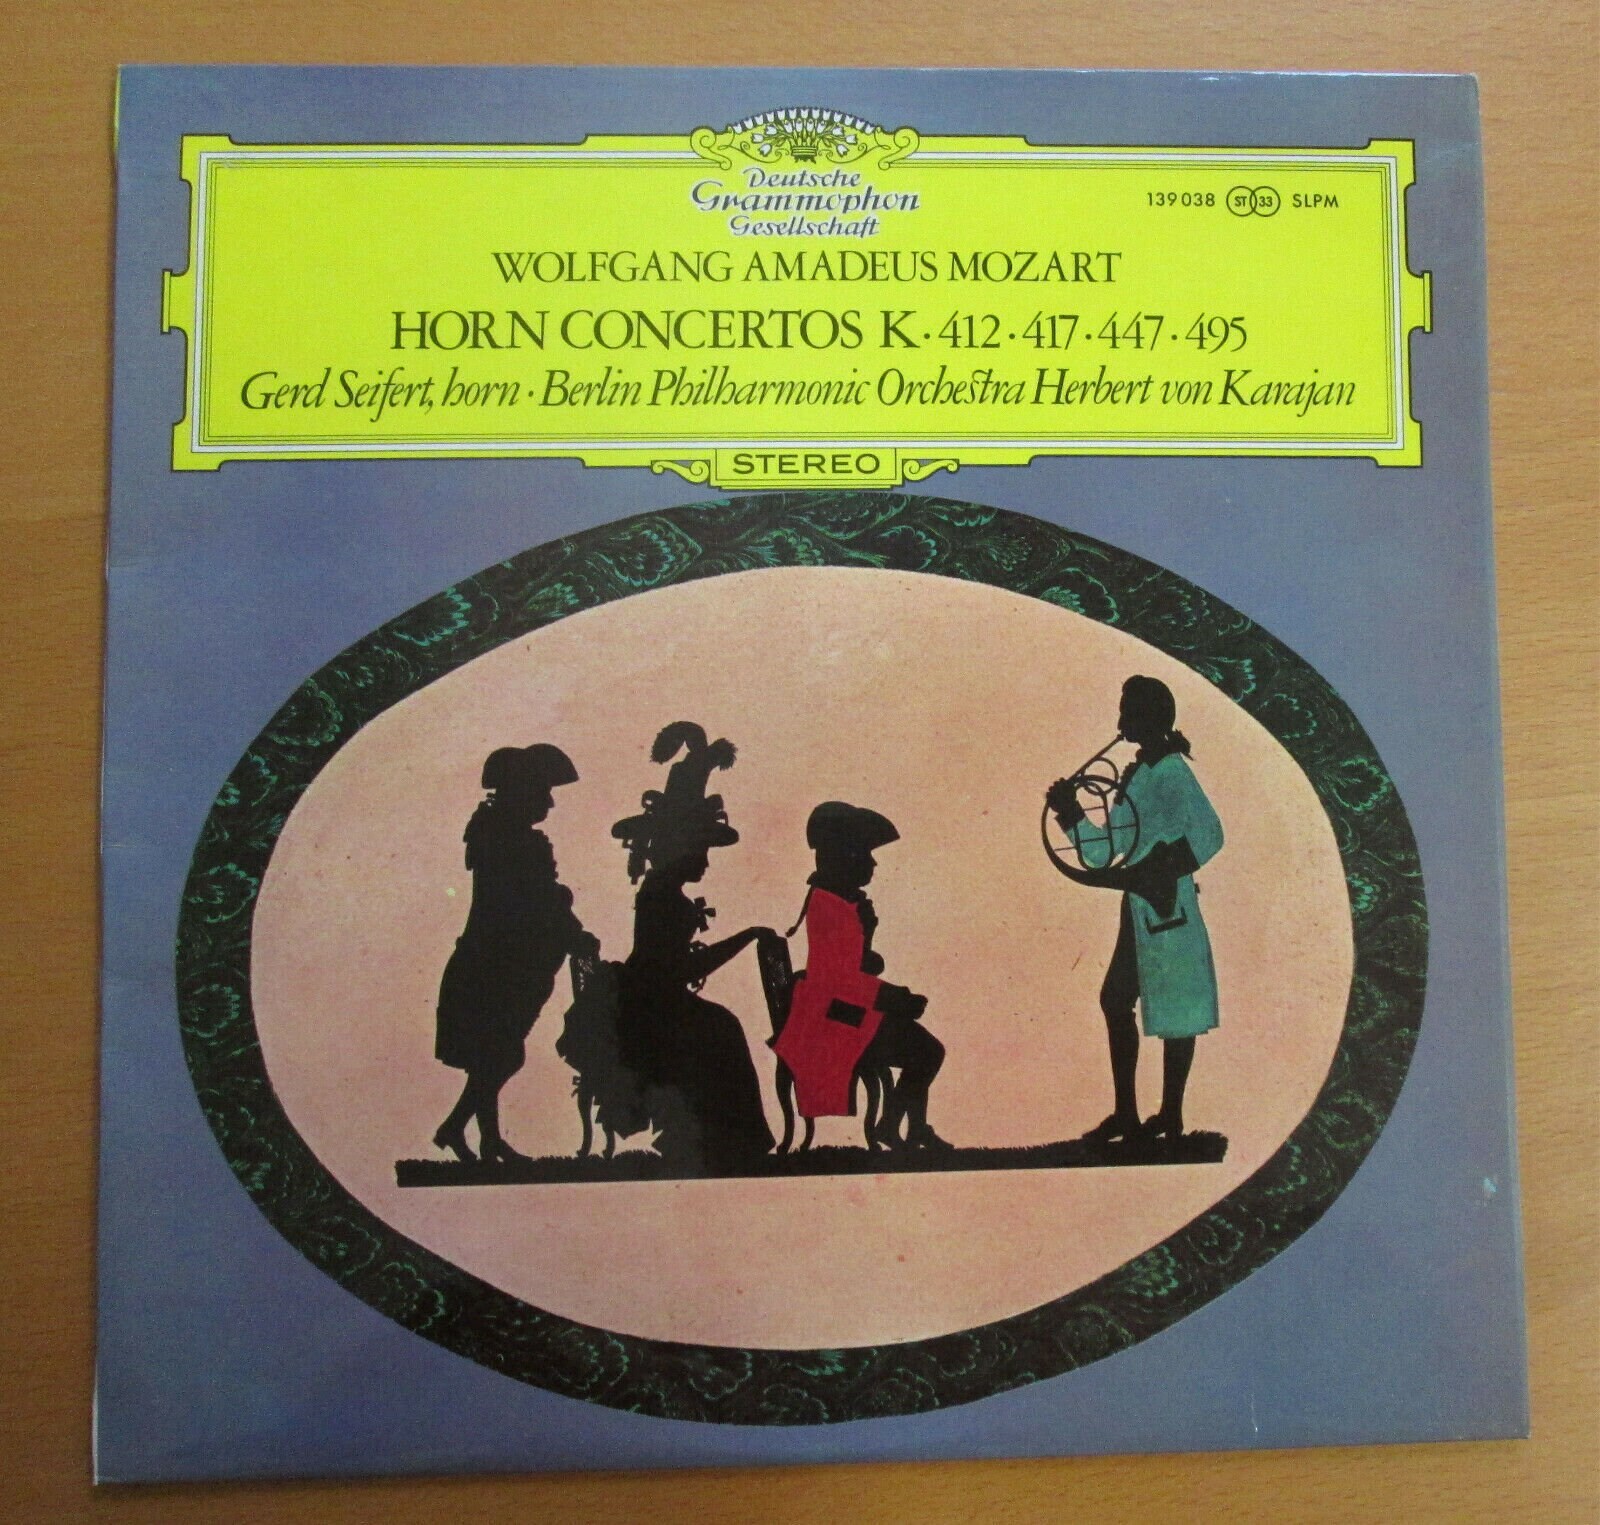 Deutsche
Grammophon
Gesellschaft
139 038 ST 33 SLPM
WOLFGANG AMADEUS MOZART
HORN CONCERTOS K·412·417·447·495
Gerd Seifert, horn · Berlin Philharmonic Orchestra Herbert von Karajan
STEREO